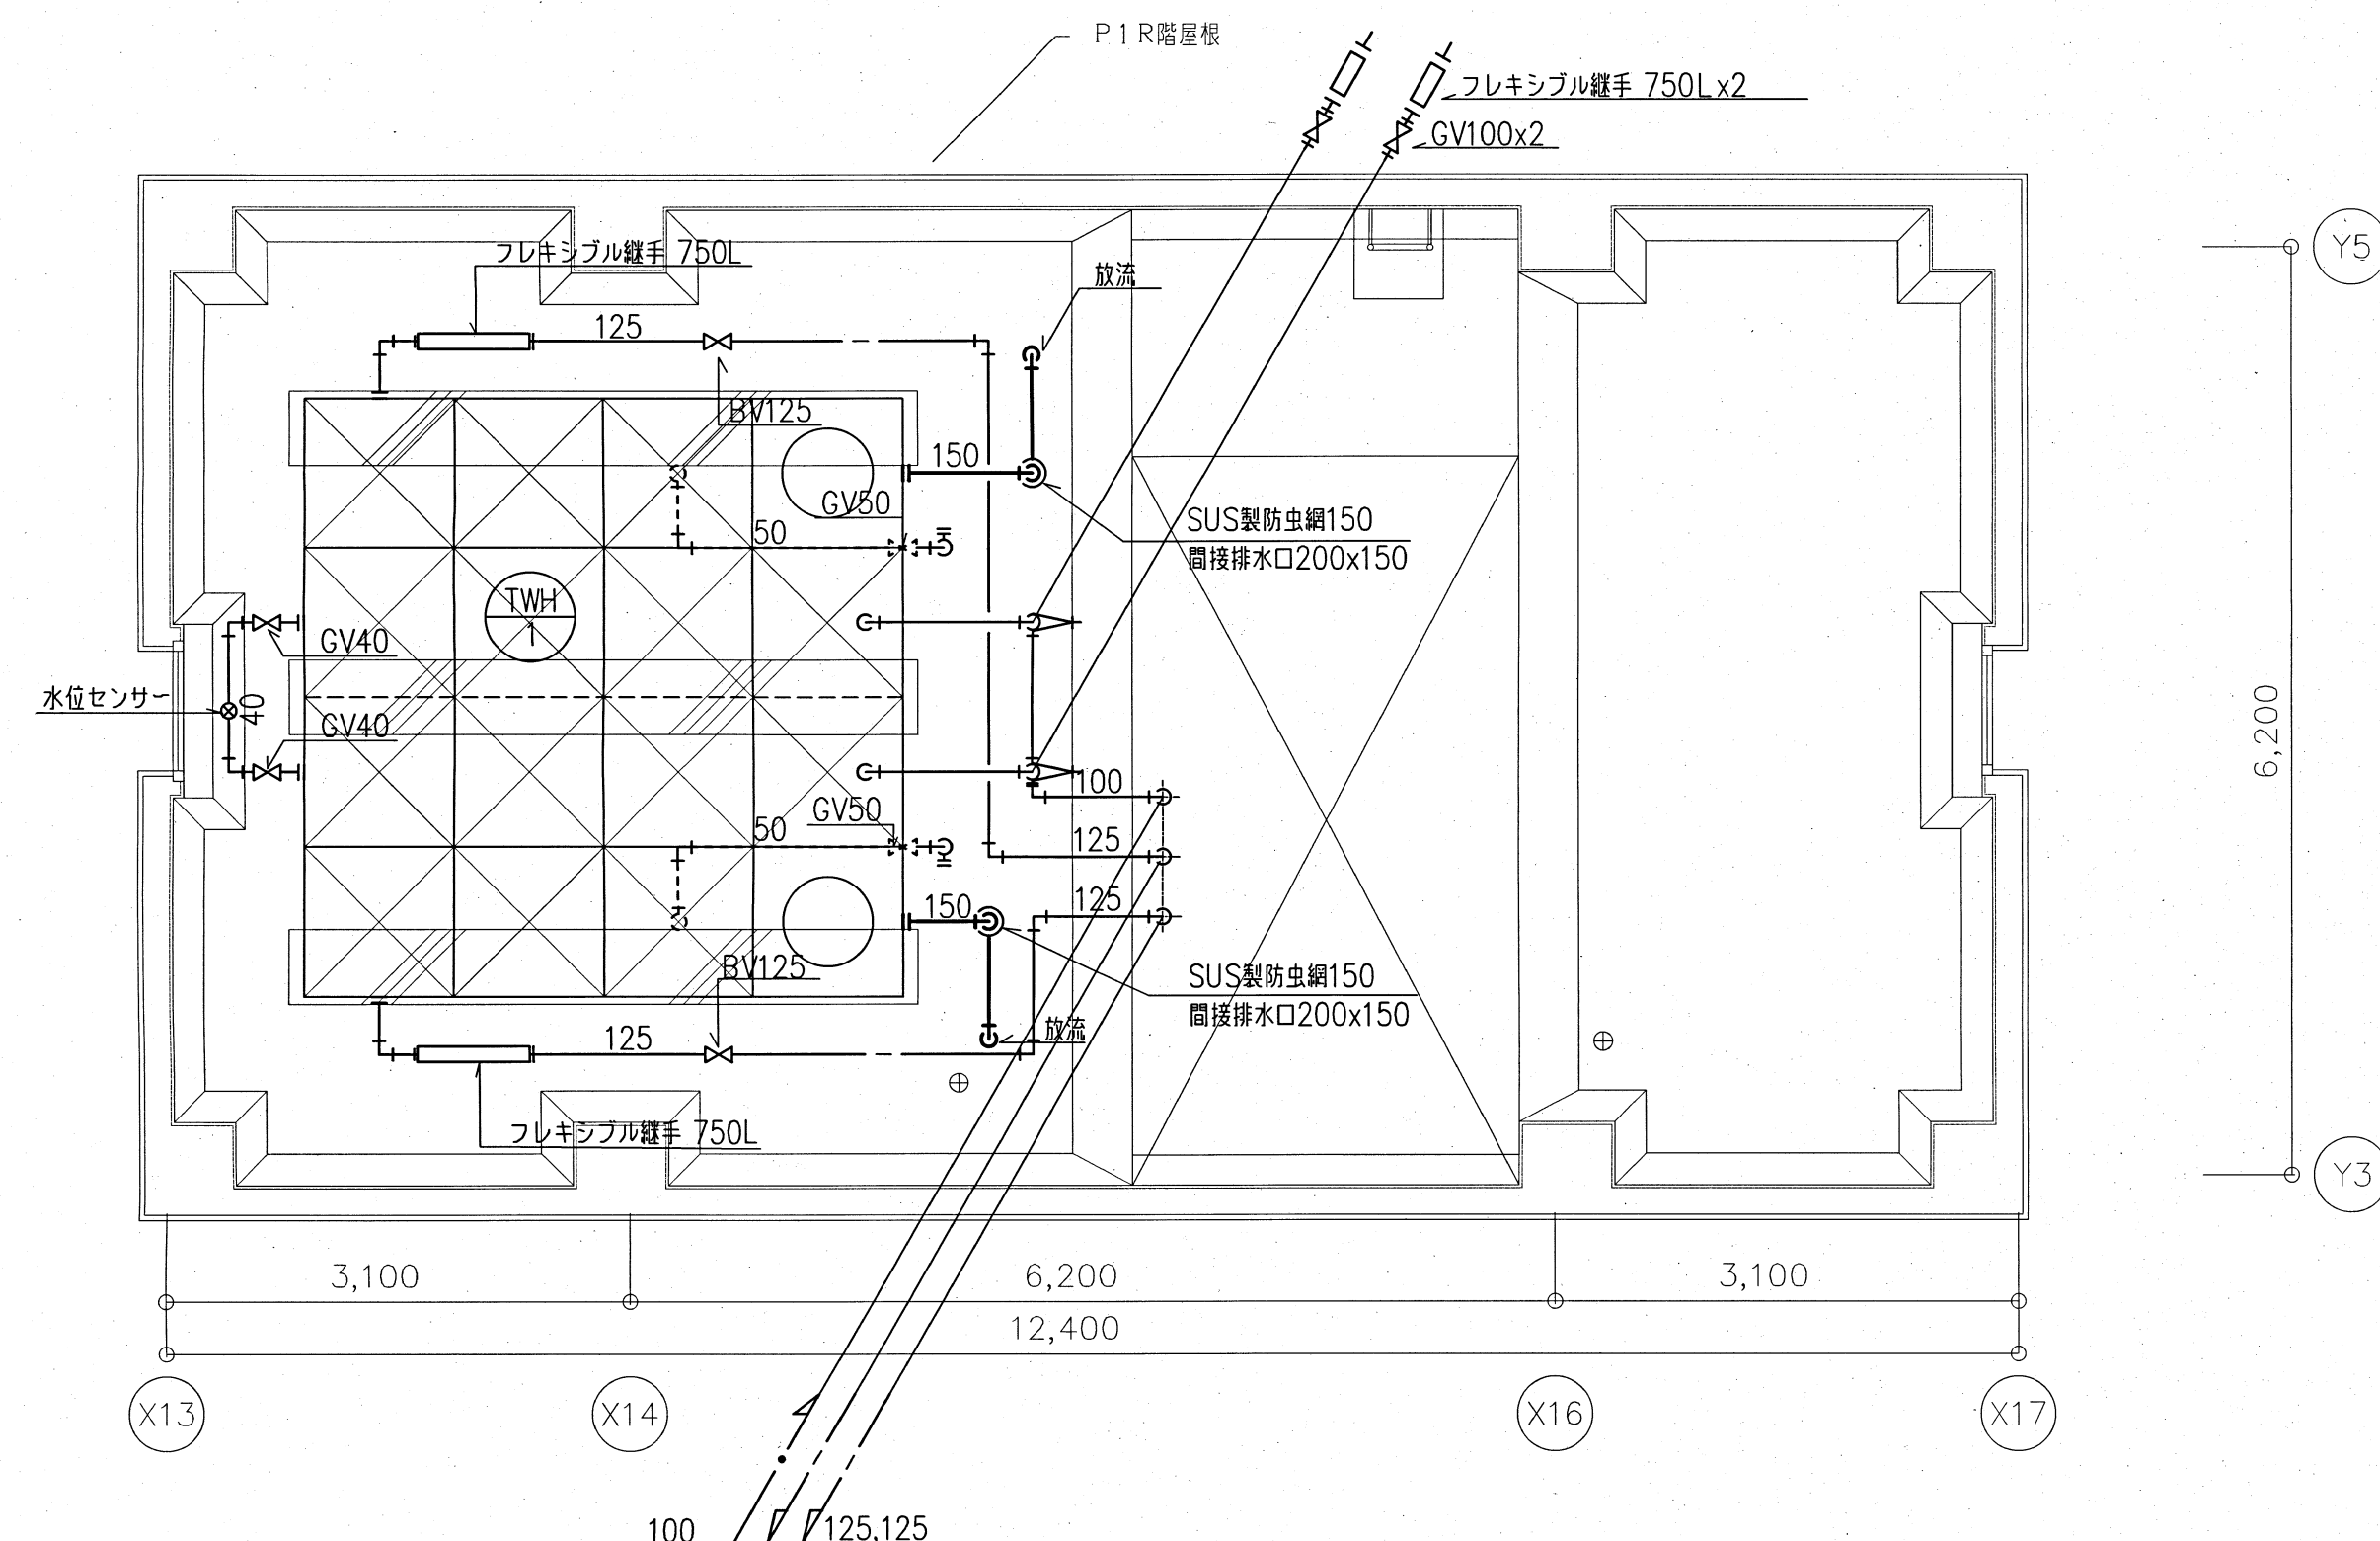 P1R階屋根
フレキシブル継手 750Lx2
GV100x2
フレキシブル継手 750L
放流
125
BV125
150
GV50
50
SUS製防虫網150
間接排水口200x150
TWH
1
GV40
水位センサー
40
GV40
100
GV50
50
125
125
150
BV125
SUS製防虫網150
間接排水口200x150
125
放流
フレキシブル継手 750L
Y5
6,200
Y3
3,100
6,200
3,100
12,400
X13
X14
X16
X17
100
125,125